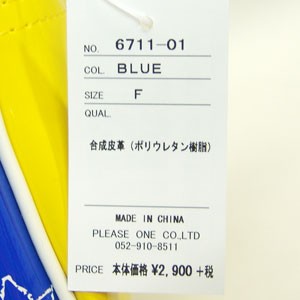 NO. 6711-01
COL. BLUE
SIZE F
QUAL.
合成皮革（ポリウレタン樹脂）
MADE IN CHINA
PLEASE ONE CO.,LTD
052-910-8511
PRICE 本体価格 ¥2,900 +税